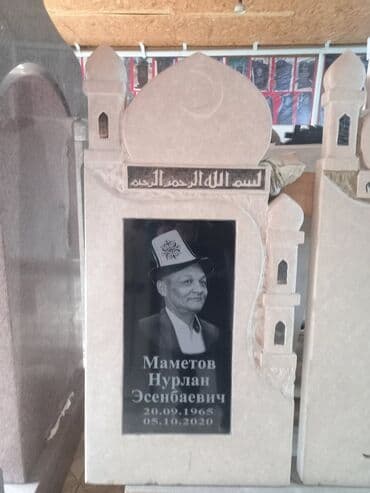 بسم الله الرحمن الرحيم
Маметов
Нурлан
Эсенбаевич
20.09.1965
05.10.2020